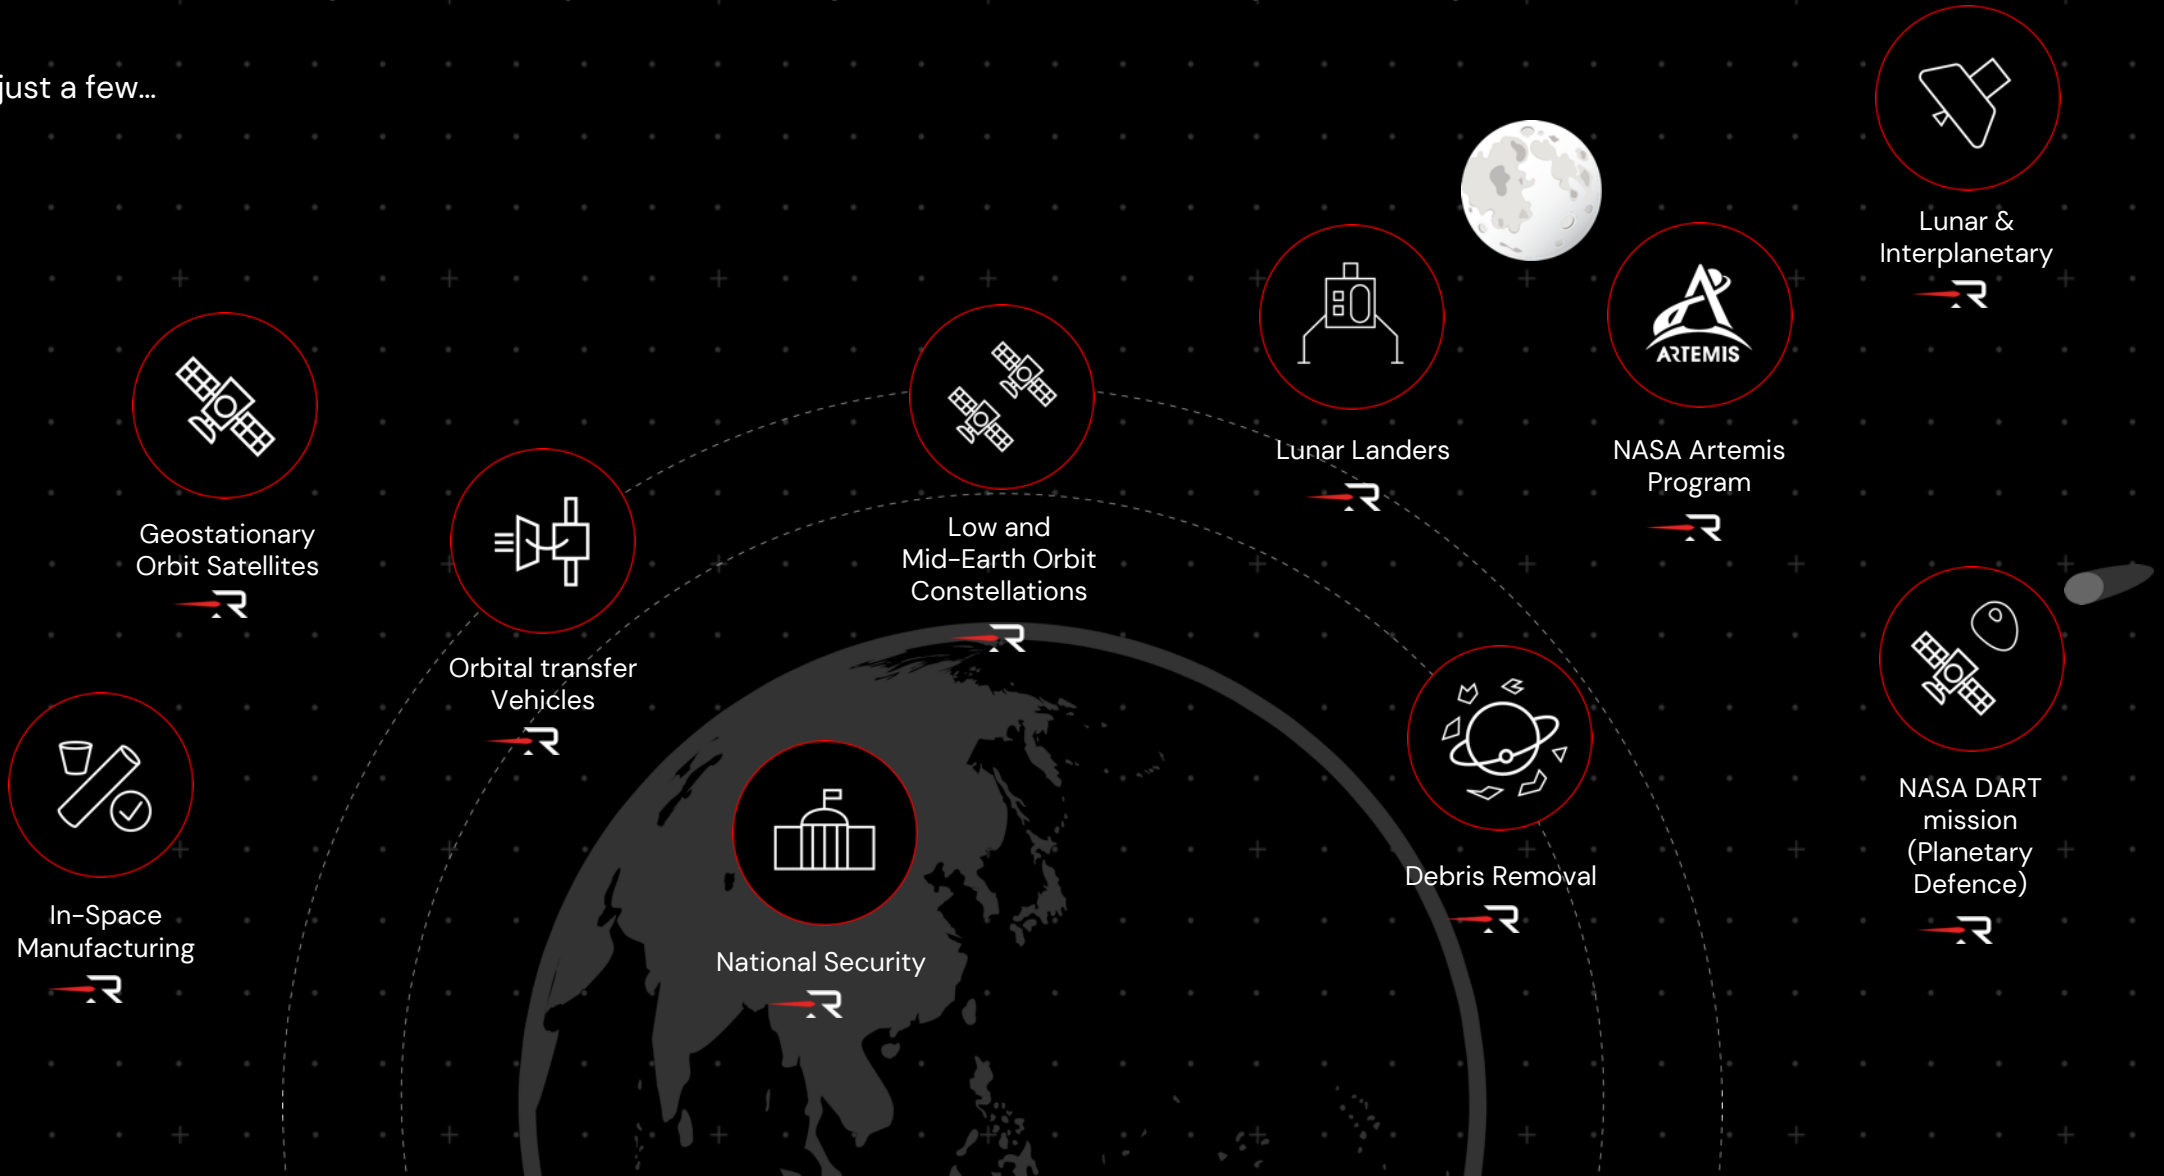 just a few...
Lunar &
Interplanetary
ARTEMIS
Lunar Landers
NASA Artemis
Program
Geostationary
Orbit Satellites
Low and
Mid-Earth Orbit
Constellations
Orbital transfer
Vehicles
NASA DART
mission
(Planetary
Defence)
Debris Removal
In-Space
Manufacturing
National Security